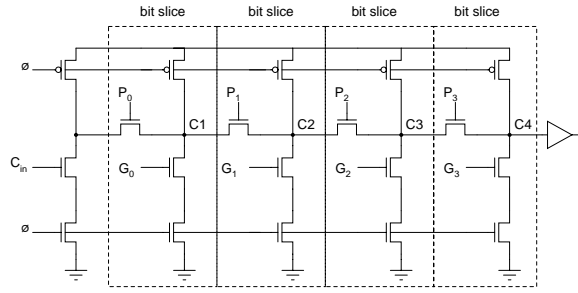 bit slice bit slice bit slice bit slice
ø
P0 P1 P2 P3
C1 C2 C3 C4
Cin G0 G1 G2 G3
ø